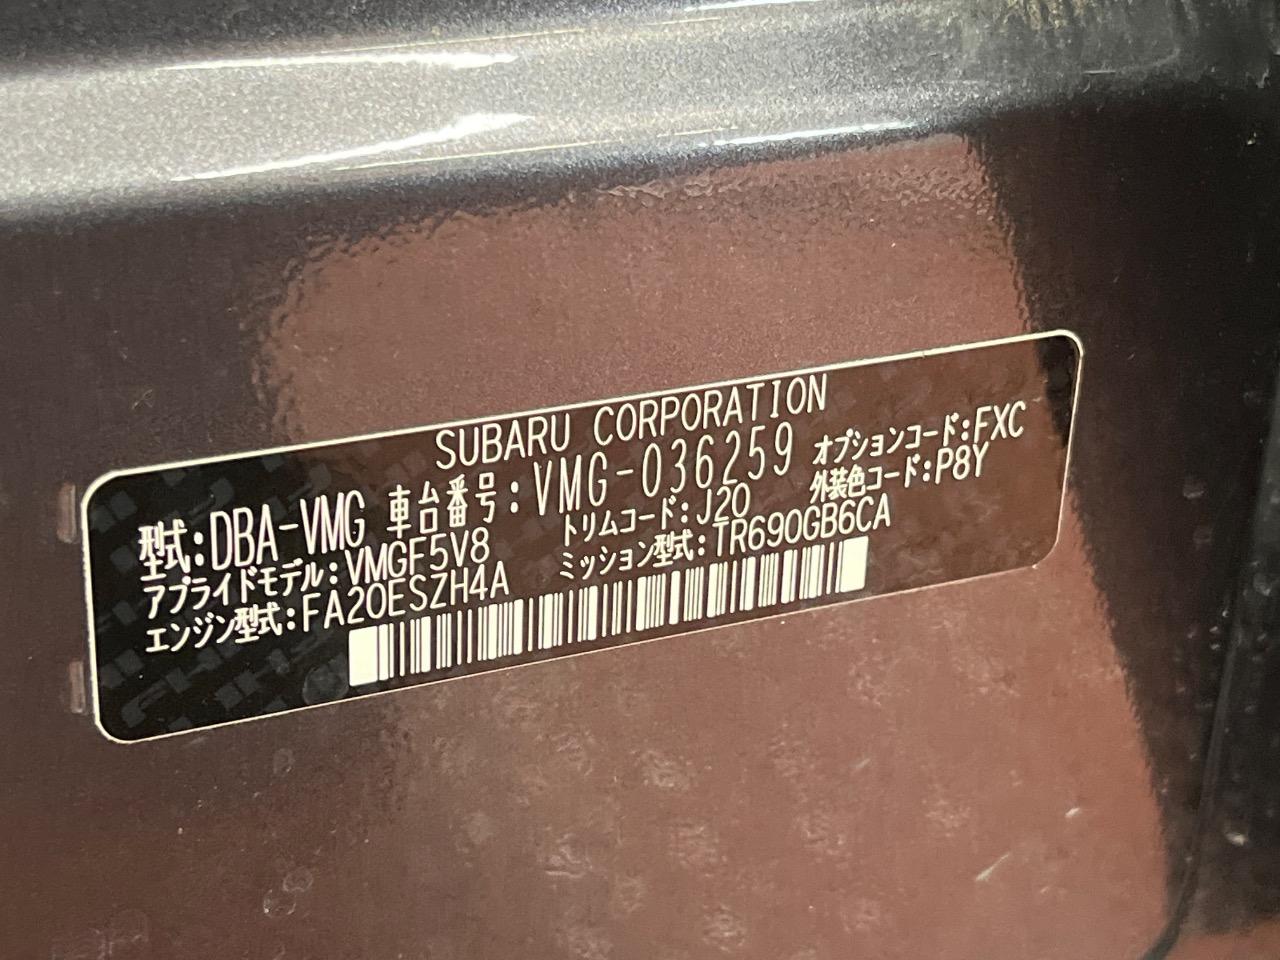 SUBARU CORPORATION
型式:DBA-VMG 車台番号:VMG-036259 オプションコード:FXC
アプライドモデル:VMGF5V8 トリムコード:J20 外装色コード:P8Y
エンジン型式:FA20ESZH4A ミッション型式:TR690GB6CA